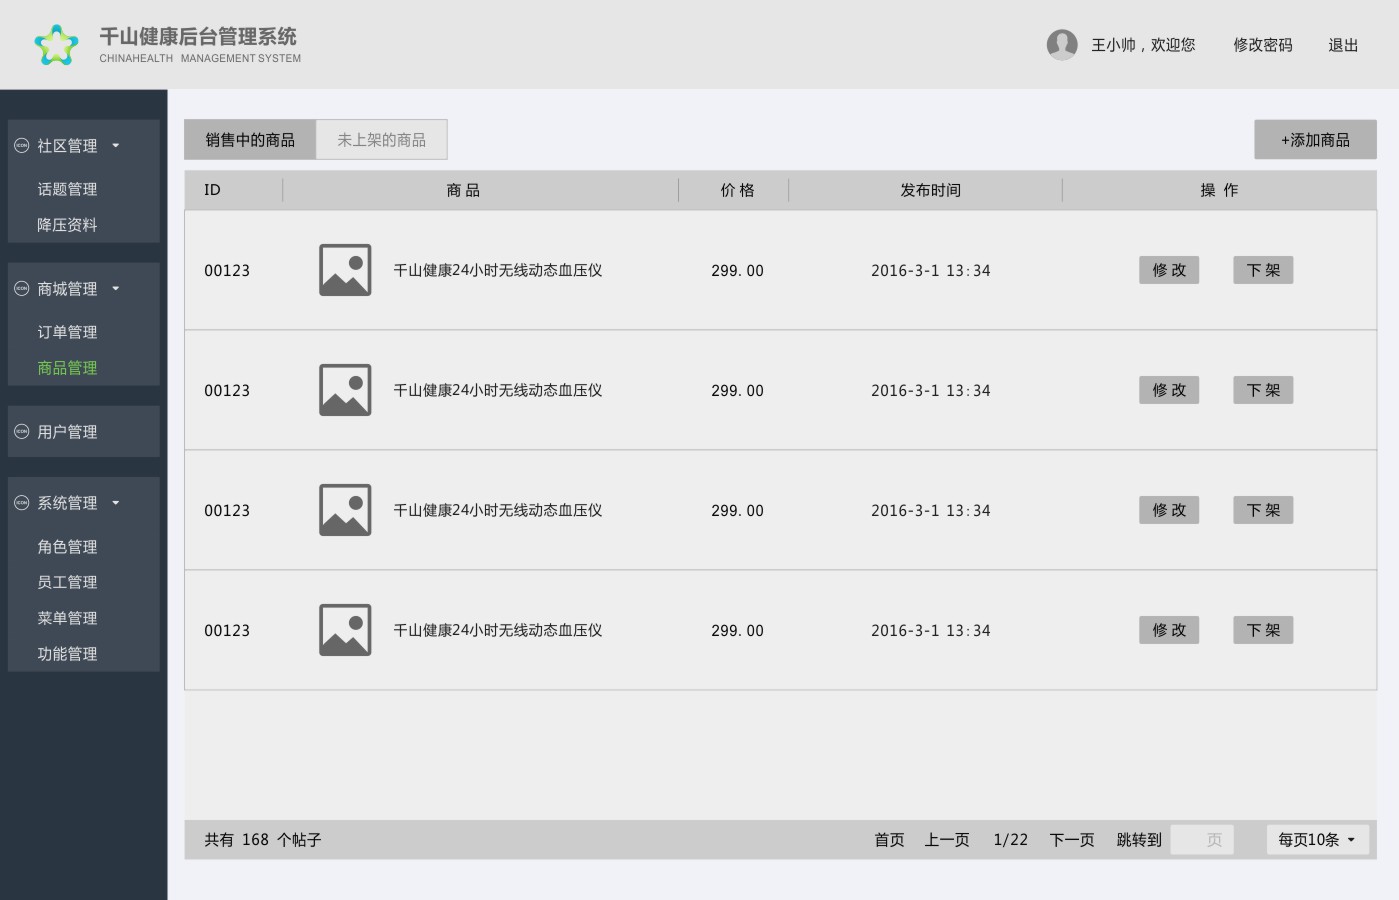 千山健康后台管理系统
CHINAHEALTH MANAGEMENT SYSTEM
王小帅，欢迎您 修改密码 退出
社区管理
话题管理
降压资料
商城管理
订单管理
商品管理
用户管理
系统管理
角色管理
员工管理
菜单管理
功能管理
销售中的商品 未上架的商品 +添加商品
ID 商 品 价 格 发布时间 操 作
00123 千山健康24小时无线动态血压仪 299.00 2016-3-1 13:34 修 改 下 架
00123 千山健康24小时无线动态血压仪 299.00 2016-3-1 13:34 修 改 下 架
00123 千山健康24小时无线动态血压仪 299.00 2016-3-1 13:34 修 改 下 架
00123 千山健康24小时无线动态血压仪 299.00 2016-3-1 13:34 修 改 下 架
共有 168 个帖子 首页 上一页 1/22 下一页 跳转到 页 每页10条